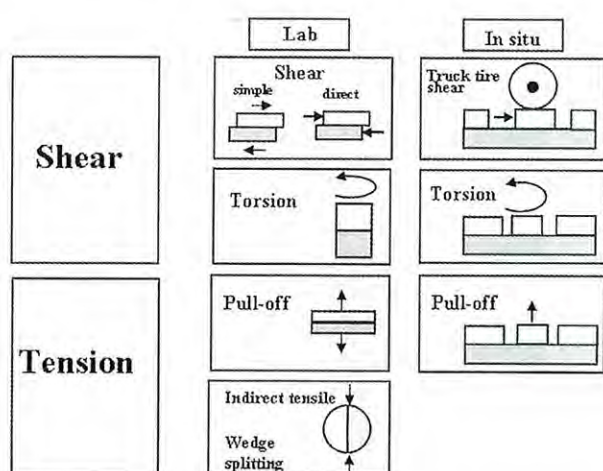 Lab
In situ
Shear
Shear
simple
direct
Truck tire
shear
Torsion
Torsion
Tension
Pull-off
Pull-off
Indirect tensile
Wedge
splitting